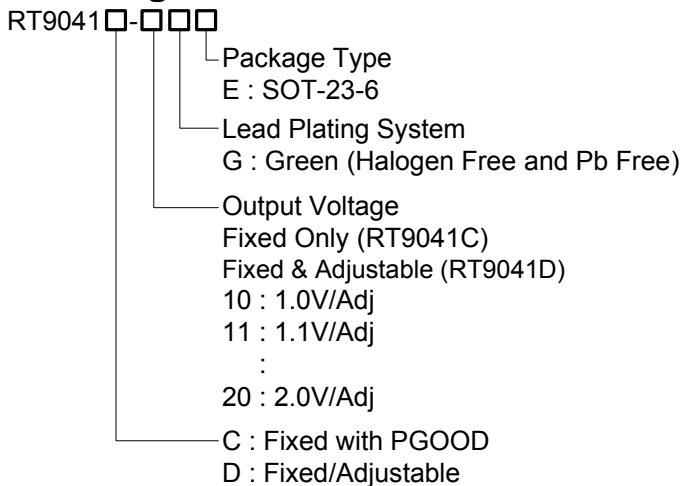 RT9041□-□□□
Package Type
E : SOT-23-6
Lead Plating System
G : Green (Halogen Free and Pb Free)
Output Voltage
Fixed Only (RT9041C)
Fixed & Adjustable (RT9041D)
10 : 1.0V/Adj
11 : 1.1V/Adj
:
20 : 2.0V/Adj
C : Fixed with PGOOD
D : Fixed/Adjustable